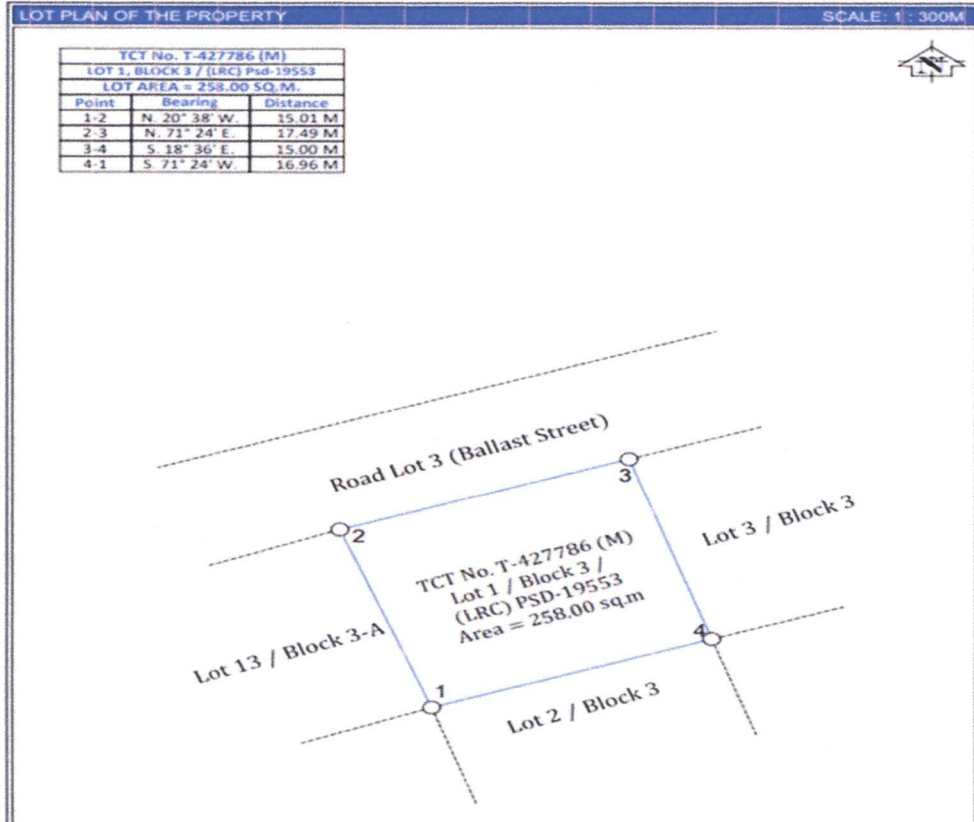 LOT PLAN OF THE PROPERTY SCALE: 1 : 300M
N
TCT No. T-427786 (M)
LOT 1, BLOCK 3 / (LRC) Psd-19553
LOT AREA = 258.00 SQ.M.
Point Bearing Distance
1-2 N. 20° 38' W. 15.01 M
2-3 N. 71° 24' E. 17.49 M
3-4 S. 18° 36' E. 15.00 M
4-1 S. 71° 24' W. 16.96 M
Road Lot 3 (Ballast Street)
3
2
Lot 3 / Block 3
TCT No. T-427786 (M)
Lot 1 / Block 3 /
(LRC) PSD-19553
Area = 258.00 sq.m
4
Lot 13 / Block 3-A
1
Lot 2 / Block 3